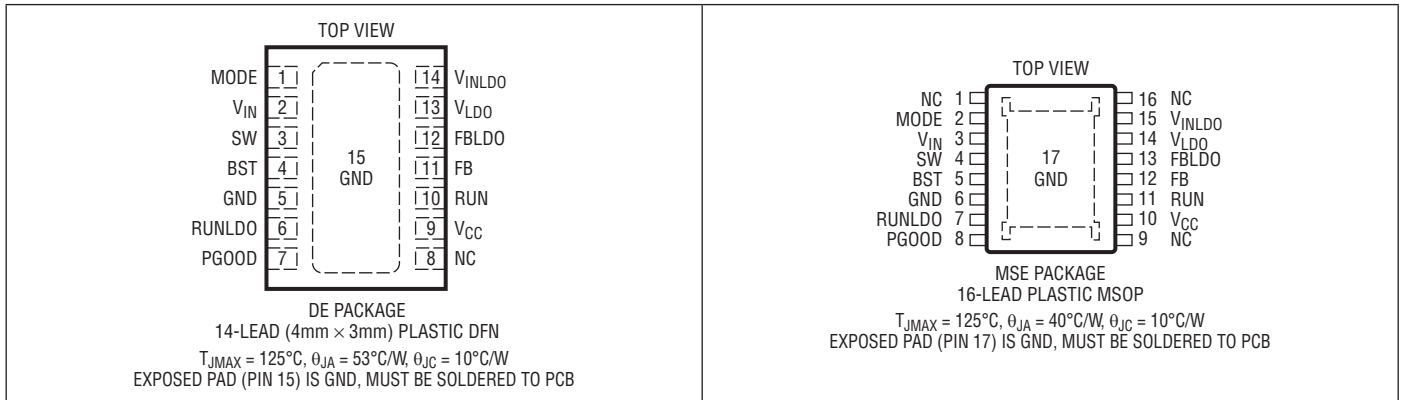 TOP VIEW
MODE 1 14 VINLDO
VIN 2 13 VLDO
SW 3 12 FBLDO
BST 4 11 FB
GND 5 10 RUN
RUNLDO 6 9 VCC
PGOOD 7 8 NC
15
GND
DE PACKAGE
14-LEAD (4mm × 3mm) PLASTIC DFN
TJMAX = 125°C, θJA = 53°C/W, θJC = 10°C/W
EXPOSED PAD (PIN 15) IS GND, MUST BE SOLDERED TO PCB
TOP VIEW
NC 1 16 NC
MODE 2 15 VINLDO
VIN 3 14 VLDO
SW 4 13 FBLDO
BST 5 12 FB
GND 6 11 RUN
RUNLDO 7 10 VCC
PGOOD 8 9 NC
17
GND
MSE PACKAGE
16-LEAD PLASTIC MSOP
TJMAX = 125°C, θJA = 40°C/W, θJC = 10°C/W
EXPOSED PAD (PIN 17) IS GND, MUST BE SOLDERED TO PCB